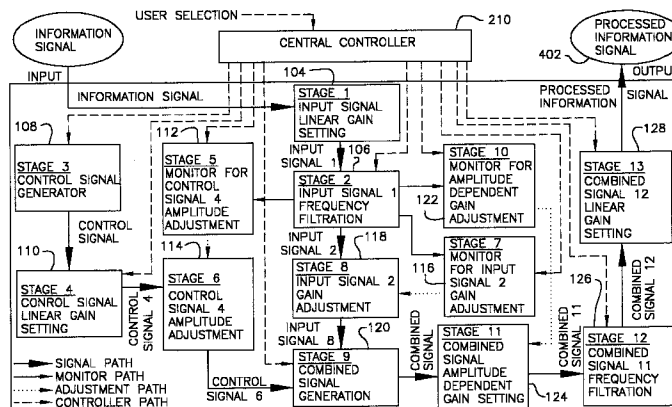 USER SELECTION
210
INFORMATION
SIGNAL
CENTRAL CONTROLLER
PROCESSED
INFORMATION
SIGNAL
402
INPUT
104
OUTPUT
INFORMATION SIGNAL
STAGE 1
INPUT SIGNAL
LINEAR GAIN
SETTING
PROCESSED
INFORMATION
SIGNAL
108
STAGE 3
CONTROL SIGNAL
GENERATOR
112
STAGE 5
MONITOR FOR
CONTROL
SIGNAL 4
AMPLITUDE
ADJUSTMENT
INPUT
SIGNAL 1
106
STAGE 2
INPUT SIGNAL 1
FREQUENCY
FILTRATION
STAGE 10
MONITOR FOR
AMPLITUDE
DEPENDENT
GAIN
ADJUSTMENT
122
128
STAGE 13
COMBINED
SIGNAL 12
LINEAR
GAIN
SETTING
CONTROL
SIGNAL
110
STAGE 4
CONROL SIGNAL
LINEAR GAIN
SETTING
CONTROL
SIGNAL 4
114
STAGE 6
CONTROL
SIGNAL 4
AMPLITUDE
ADJUSTMENT
INPUT
SIGNAL 2
118
STAGE 8
INPUT SIGNAL 2
GAIN
ADJUSTMENT
116
STAGE 7
MONITOR
FOR INPUT
SIGNAL 2
GAIN
ADJUSTMENT
COMBINED
SIGNAL 12
126
INPUT
SIGNAL 8
120
STAGE 9
COMBINED
SIGNAL
GENERATION
CONTROL
SIGNAL 6
COMBINED
SIGNAL
STAGE 11
COMBINED
SIGNAL
AMPLITUDE
DEPENDENT
GAIN SETTING
124
COMBINED
SIGNAL 11
STAGE 12
COMBINED
SIGNAL 11
FREQUENCY
FILTRATION
SIGNAL PATH
MONITOR PATH
ADJUSTMENT PATH
CONTROLLER PATH